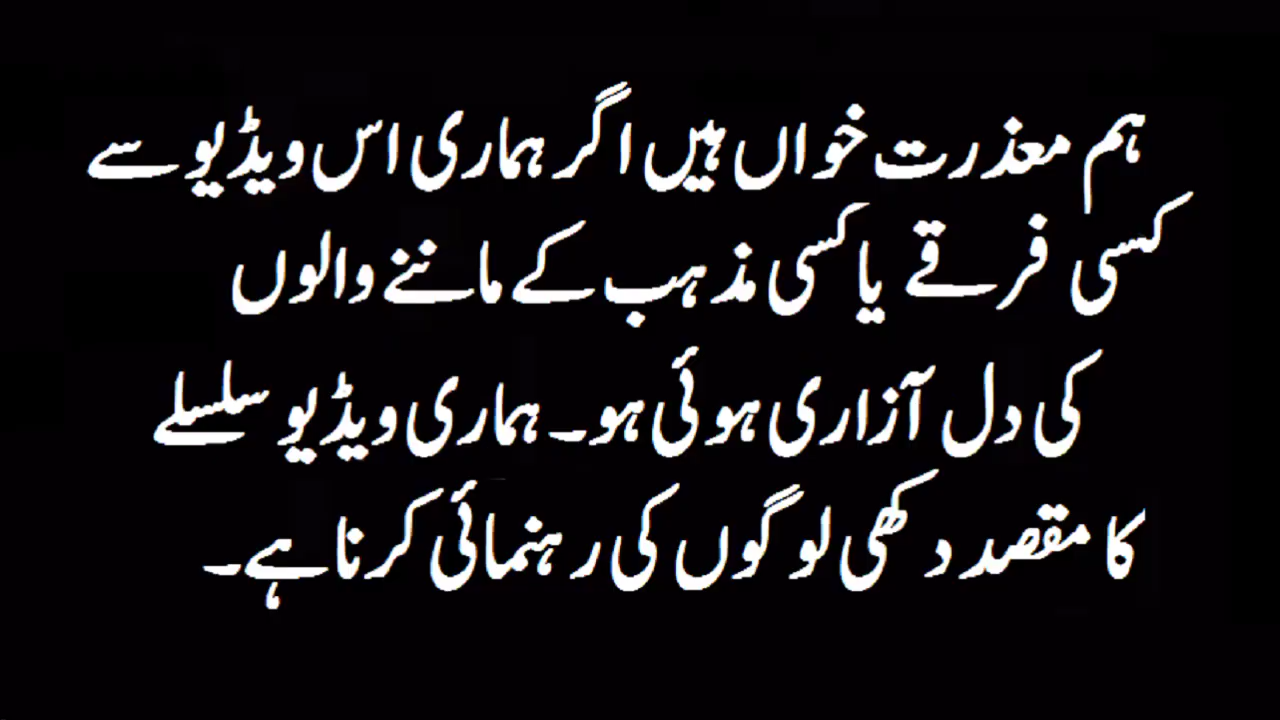 ہم معذرت خواں ہیں اگر ہماری اس ویڈیو سے
کسی فرقے یا کسی مذہب کے ماننے والوں
کی دل آزاری ہوئی ہو۔ ہماری ویڈیو سلسلے
کا مقصد دکھی لوگوں کی رہنمائی کرنا ہے۔